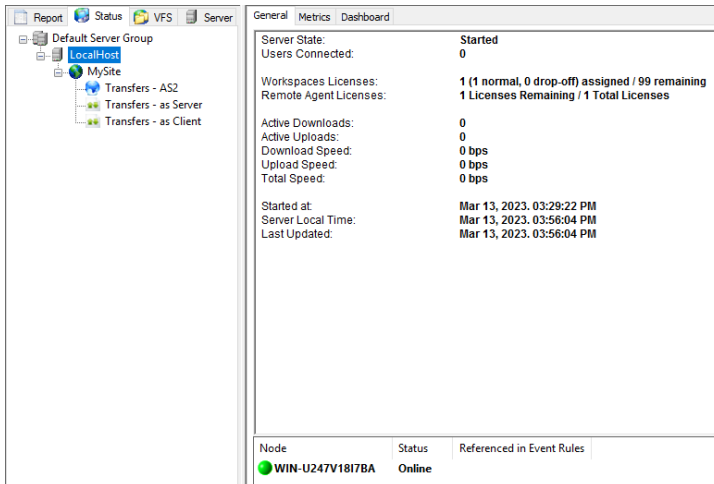 Report Status VFS Server
Default Server Group
LocalHost
MySite
Transfers - AS2
Transfers - as Server
Transfers - as Client
General Metrics Dashboard
Server State: Started
Users Connected: 0
Workspaces Licenses: 1 (1 normal, 0 drop-off) assigned / 99 remaining
Remote Agent Licenses: 1 Licenses Remaining / 1 Total Licenses
Active Downloads: 0
Active Uploads: 0
Download Speed: 0 bps
Upload Speed: 0 bps
Total Speed: 0 bps
Started at: Mar 13, 2023. 03:29:22 PM
Server Local Time: Mar 13, 2023. 03:56:04 PM
Last Updated: Mar 13, 2023. 03:56:04 PM
Node Status Referenced in Event Rules
WIN-U247V18I7BA Online